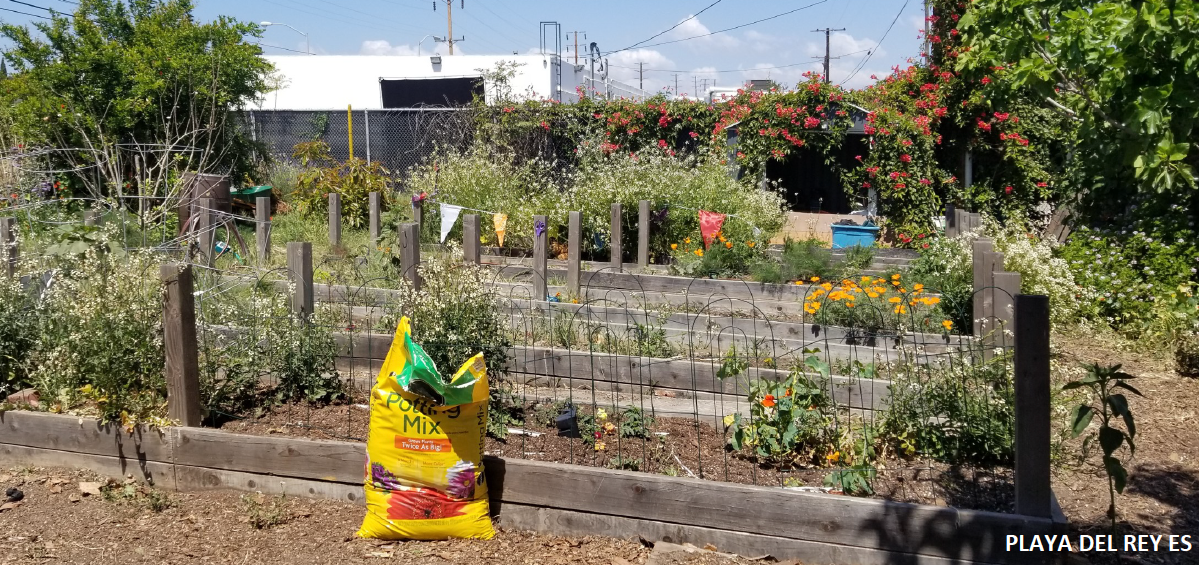 Potting
Mix
Twice As Big
PLAYA DEL REY ES